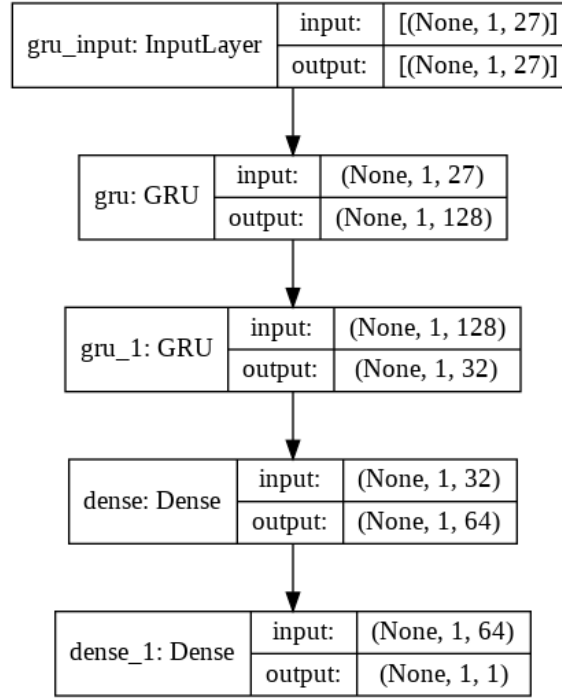 gru_input: InputLayer
input: [(None, 1, 27)]
output: [(None, 1, 27)]
gru: GRU
input: (None, 1, 27)
output: (None, 1, 128)
gru_1: GRU
input: (None, 1, 128)
output: (None, 1, 32)
dense: Dense
input: (None, 1, 32)
output: (None, 1, 64)
dense_1: Dense
input: (None, 1, 64)
output: (None, 1, 1)